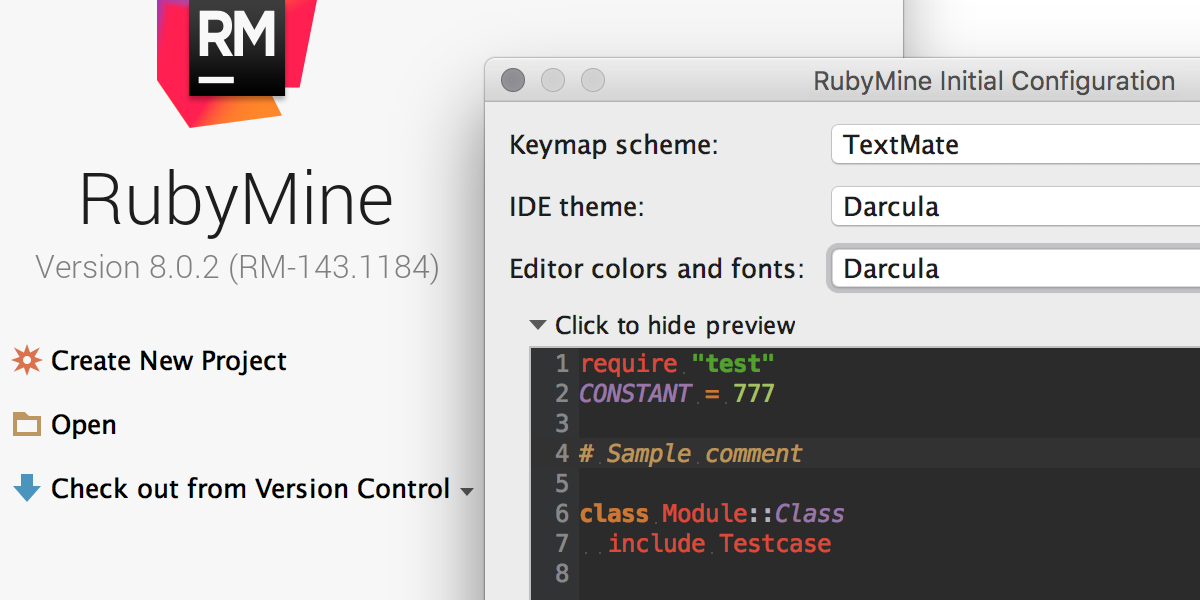 RM
RubyMine
Version 8.0.2 (RM-143.1184)
Create New Project
Open
Check out from Version Control
RubyMine Initial Configuration
Keymap scheme: TextMate
IDE theme: Darcula
Editor colors and fonts: Darcula
Click to hide preview
1 require "test"
2 CONSTANT = 777
3
4 # Sample comment
5
6 class Module::Class
7   include Testcase
8